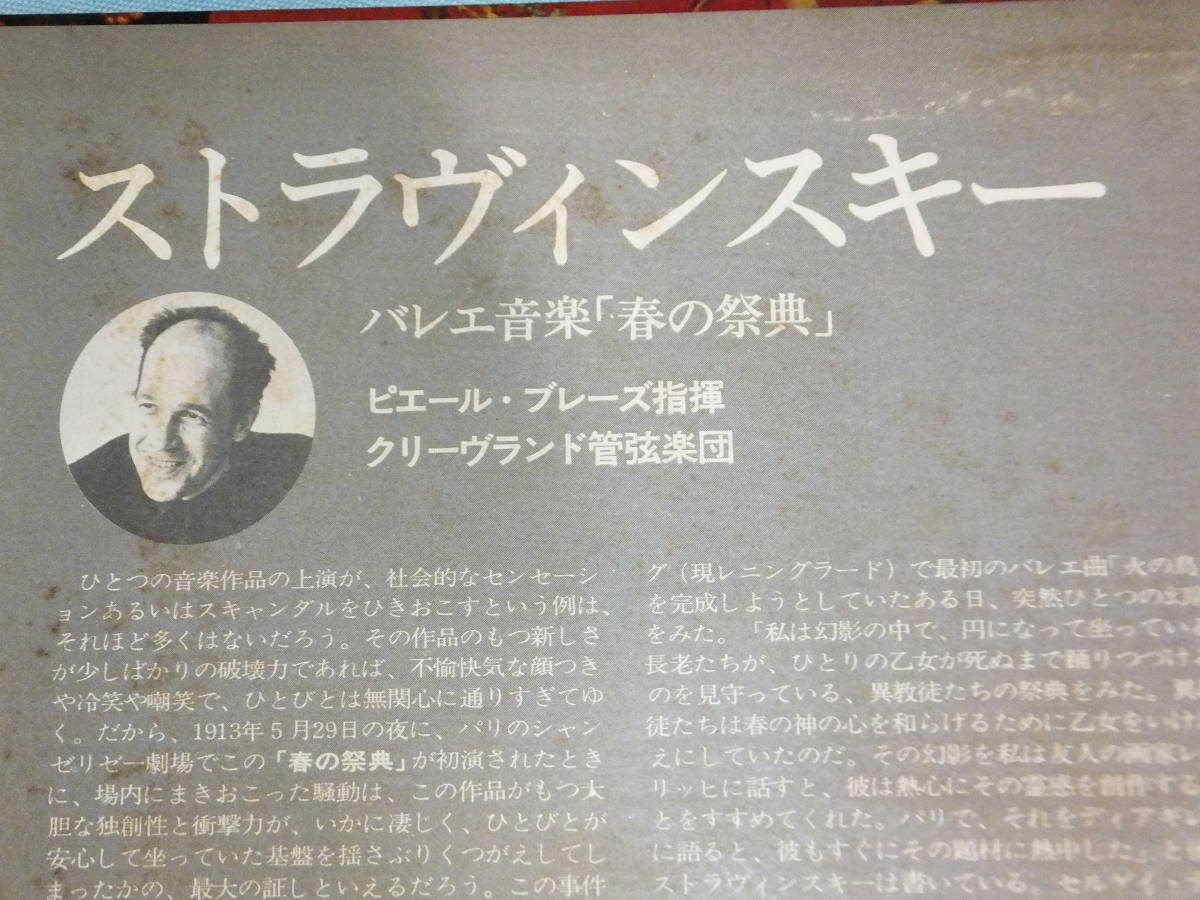 ストラヴィンスキー
バレエ音楽「春の祭典」
ピエール・ブレーズ指揮
クリーヴランド管弦楽団
ひとつの音楽作品の上演が、社会的なセンセーシ
ョンあるいはスキャンダルをひきおこすという例は、
それほど多くはないだろう。その作品のもつ新しさ
が少しばかりの破壊力であれば、不愉快気な顔つき
や冷笑や嘲笑で、ひとびとは無関心に通りすぎてゆ
く。だから、1913年5月29日の夜に、パリのシャン
ゼリゼー劇場でこの「春の祭典」が初演されたとき
に、場内にまきおこった騒動は、この作品がもつ大
胆な独創性と衝撃力が、いかに凄じく、ひとびとが
安心して坐っていた基盤を揺さぶりくつがえしてし
まったかの、最大の証しといえるだろう。この事件
グ（現レニングラード）で最初のバレエ曲「火の鳥
を完成しようとしていたある日、突然ひとつの幻
をみた。「私は幻影の中で、円になって坐ってい
長老たちが、ひとりの乙女が死ぬまで踊りつづけ
のを見守っている、異教徒たちの祭典をみた。異
徒たちは春の神の心を和らげるために乙女をいけ
えにしていたのだ。その幻影を私は友人の画家レ
リッヒに話すと、彼は熱心にその霊感を創作する
とをすすめてくれた。パリで、それをディアギレ
に語ると、彼もすぐにその題材に熱中した」と
ストラヴィンスキーは書いている。セルゲイ・